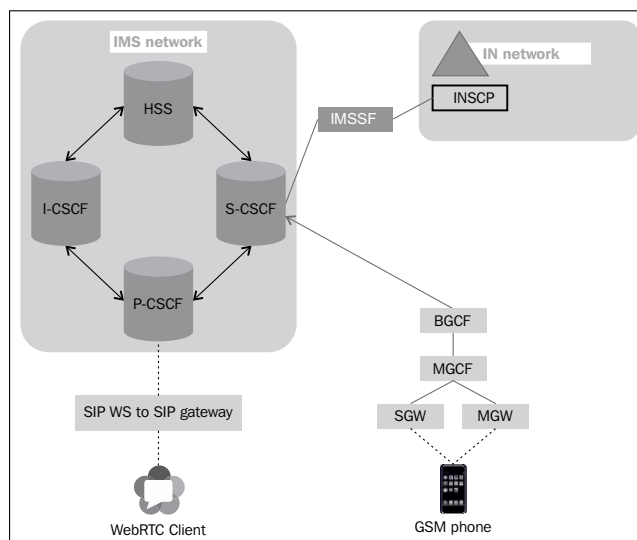 IMS network
IN network
HSS
INSCP
IMSSF
I-CSCF
S-CSCF
P-CSCF
BGCF
MGCF
SIP WS to SIP gateway
SGW
MGW
WebRTC Client
GSM phone